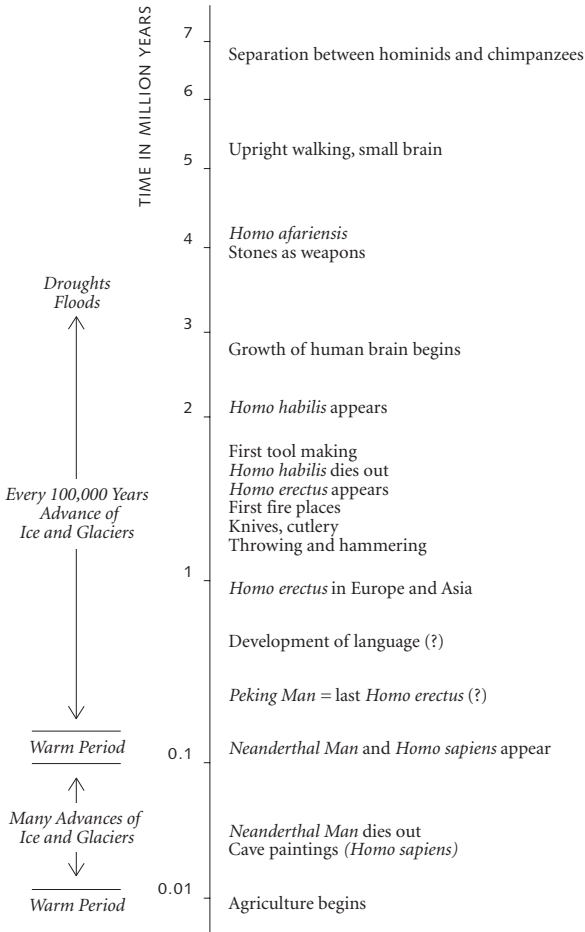 TIME IN MILLION YEARS
7
Separation between hominids and chimpanzees
6
Upright walking, small brain
5
Homo afariensis
4
Stones as weapons
Droughts
Floods
3
Growth of human brain begins
2
Homo habilis appears
First tool making
Homo habilis dies out
Homo erectus appears
First fire places
Knives, cutlery
Throwing and hammering
Every 100,000 Years
Advance of
Ice and Glaciers
1
Homo erectus in Europe and Asia
Development of language (?)
Peking Man = last Homo erectus (?)
Warm Period
Neanderthal Man and Homo sapiens appear
0.1
Many Advances of
Ice and Glaciers
Neanderthal Man dies out
Cave paintings (Homo sapiens)
0.01
Warm Period
Agriculture begins